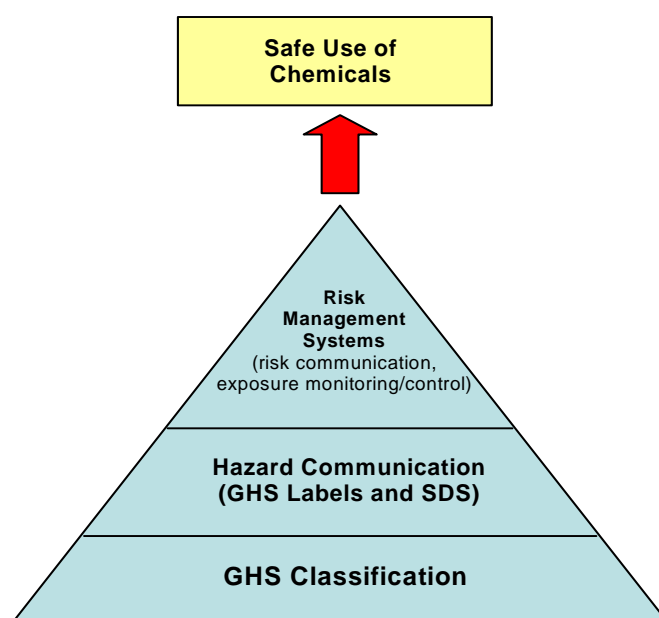 Safe Use of
Chemicals
Risk
Management
Systems
(risk communication,
exposure monitoring/control)
Hazard Communication
(GHS Labels and SDS)
GHS Classification